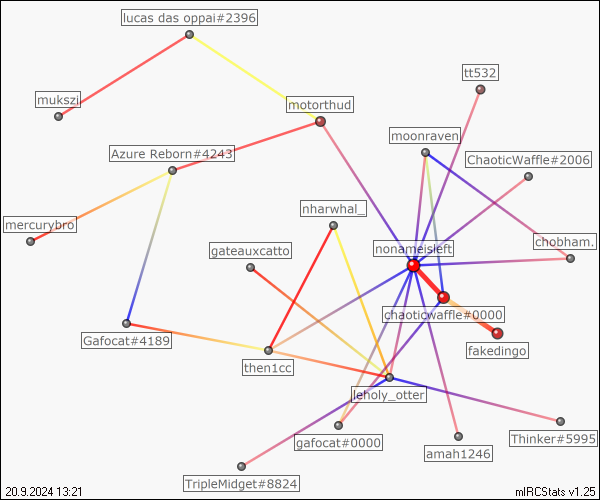 lucas das oppai#2396
tt532
mukszi
motorthud
moonraven
Azure Reborn#4243
ChaoticWaffle#2006
nharwhal_
mercurybro
nonameisleft
chobham.
gateauxcatto
chaoticwaffle#0000
Gafocat#4189
fakedingo
then1cc
leholy_otter
gafocat#0000
Thinker#5995
amah1246
TripleMidget#8824
20.9.2024 13:21
mIRCStats v1.25